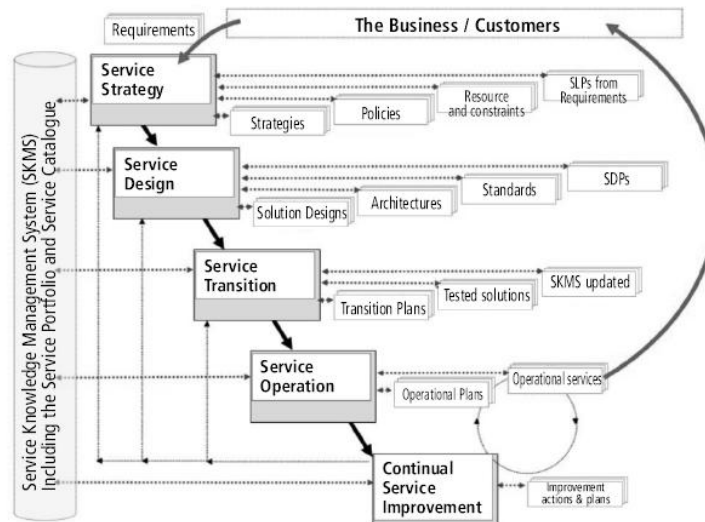 The Business / Customers
Requirements
Service
Strategy
SLPs from
Requirements
Resource
and constraints
Policies
Strategies
Service
Design
SDPs
Standards
Architectures
Solution Designs
Service
Transition
SKMS updated
Tested solutions
Transition Plans
Service
Operation
Operational services
Operational Plans
Continual
Service
Improvement
Improvement
actions & plans
Service Knowledge Management System (SKMS)
Including the Service Portfolio and Service Catalogue